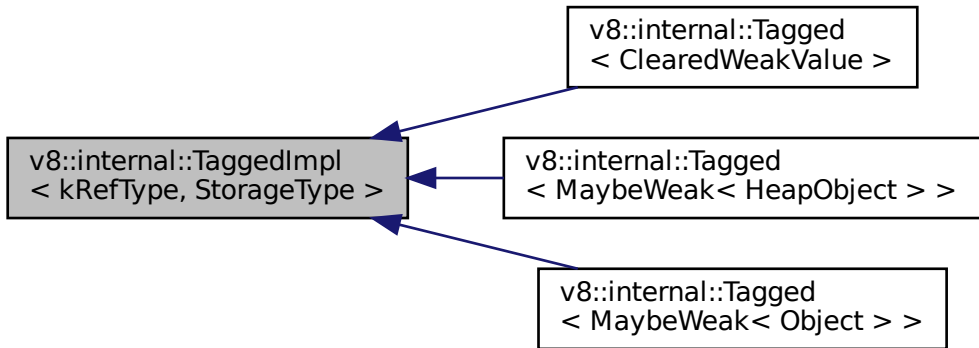 v8::internal::Tagged
< ClearedWeakValue >
v8::internal::TaggedImpl
< kRefType, StorageType >
v8::internal::Tagged
< MaybeWeak< HeapObject > >
v8::internal::Tagged
< MaybeWeak< Object > >